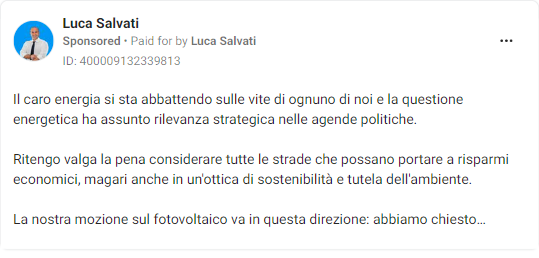 Luca Salvati
Sponsored • Paid for by Luca Salvati
ID: 400009132339813
Il caro energia si sta abbattendo sulle vite di ognuno di noi e la questione
energetica ha assunto rilevanza strategica nelle agende politiche.
Ritengo valga la pena considerare tutte le strade che possano portare a risparmi
economici, magari anche in un'ottica di sostenibilità e tutela dell'ambiente.
La nostra mozione sul fotovoltaico va in questa direzione: abbiamo chiesto…